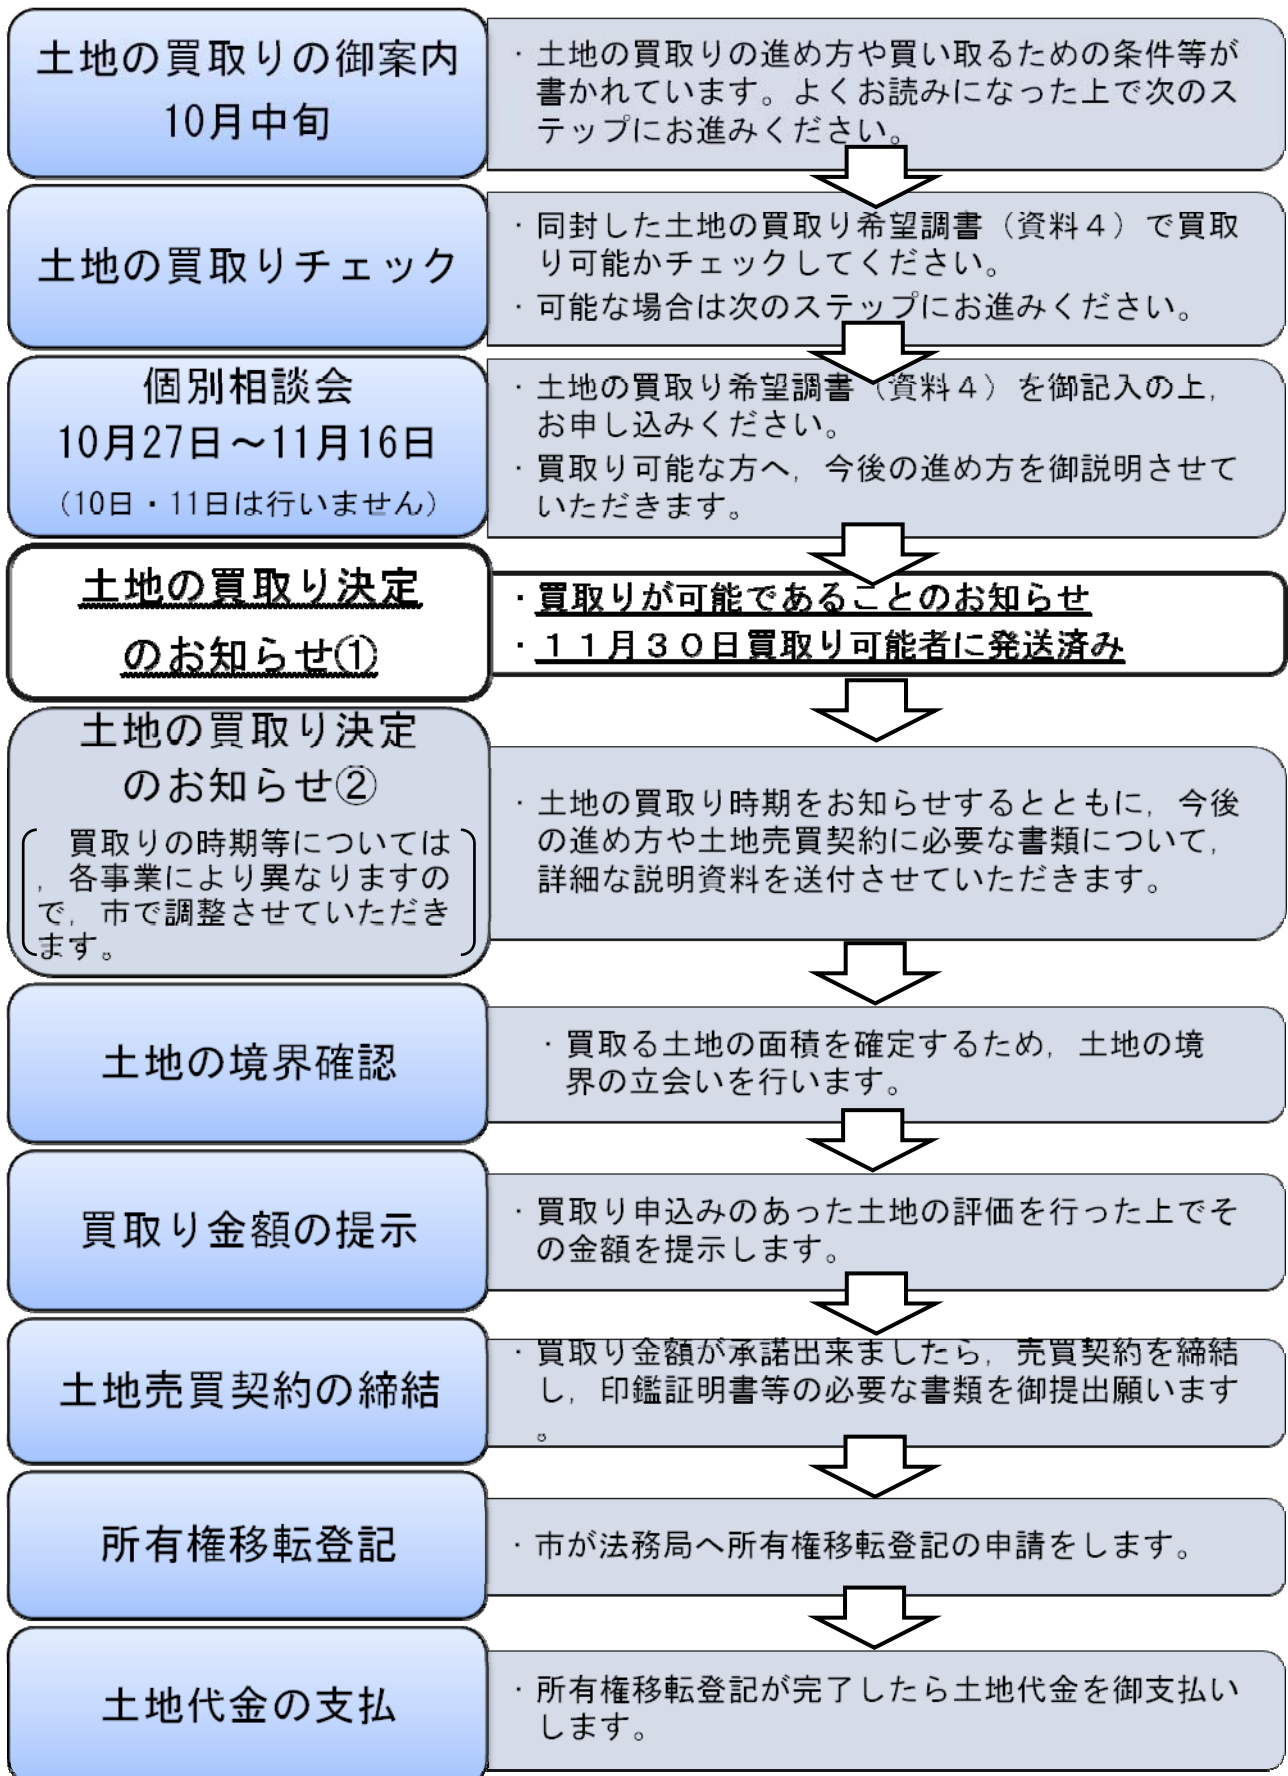 土地の買取りの御案内
10月中旬
・土地の買取りの進め方や買い取るための条件等が
書かれています。よくお読みになった上で次のス
テップにお進みください。
土地の買取りチェック
・同封した土地の買取り希望調書（資料４）で買取
り可能かチェックしてください。
・可能な場合は次のステップにお進みください。
個別相談会
10月27日～11月16日
（10日・11日は行いません）
・土地の買取り希望調書（資料４）を御記入の上，
お申し込みください。
・買取り可能な方へ，今後の進め方を御説明させて
いただきます。
土地の買取り決定
のお知らせ①
・買取りが可能であることのお知らせ
・１１月３０日買取り可能者に発送済み
土地の買取り決定
のお知らせ②
買取りの時期等については
，各事業により異なりますの
で，市で調整させていただき
ます。
・土地の買取り時期をお知らせするとともに，今後
の進め方や土地売買契約に必要な書類について，
詳細な説明資料を送付させていただきます。
土地の境界確認
・買取る土地の面積を確定するため，土地の境
界の立会いを行います。
買取り金額の提示
・買取り申込みのあった土地の評価を行った上でそ
の金額を提示します。
土地売買契約の締結
・買取り金額が承諾出来ましたら，売買契約を締結
し，印鑑証明書等の必要な書類を御提出願います
。
所有権移転登記
・市が法務局へ所有権移転登記の申請をします。
土地代金の支払
・所有権移転登記が完了したら土地代金を御支払い
します。